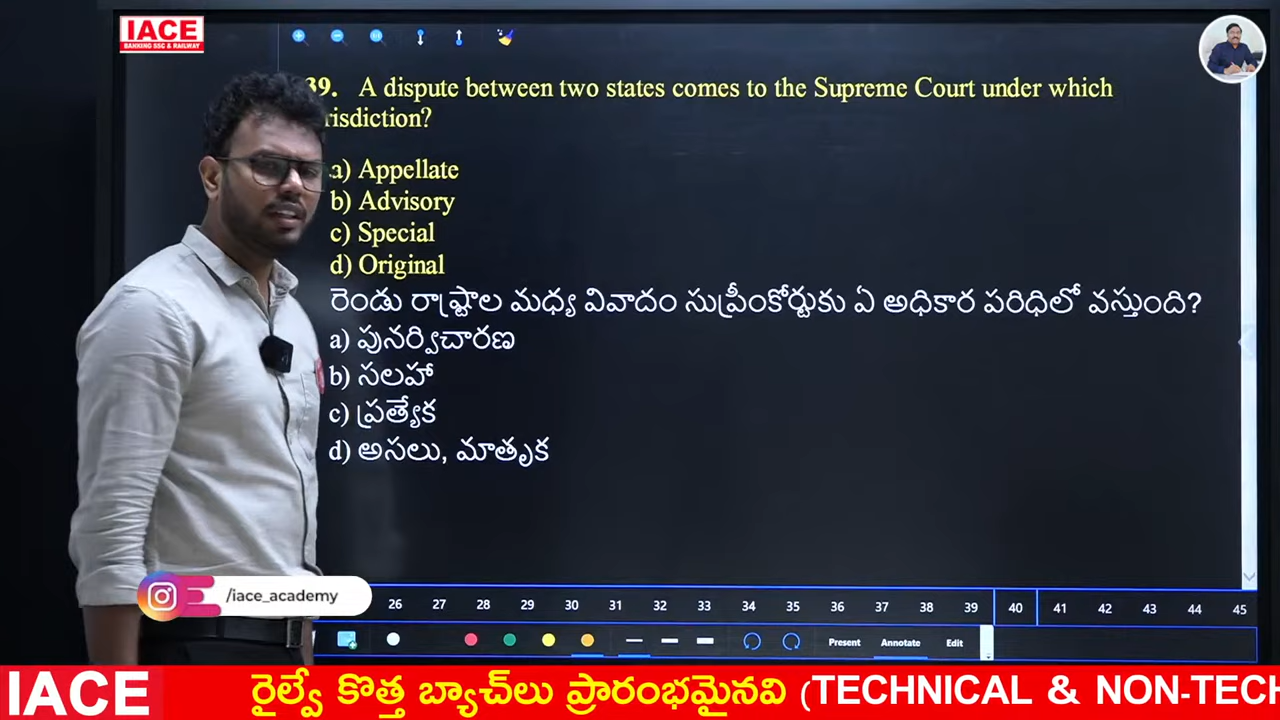 IACE
BANKING SSC & RAILWAY
39. A dispute between two states comes to the Supreme Court under which
risdiction?
a) Appellate
b) Advisory
c) Special
d) Original
రెండు రాష్ట్రాల మధ్య వివాదం సుప్రీంకోర్టుకు ఏ అధికార పరిధిలో వస్తుంది?
a) పునర్విచారణ
b) సలహా
c) ప్రత్యేక
d) అసలు, మాతృక
/iace_academy
26 27 28 29 30 31 32 33 34 35 36 37 38 39 40 41 42 43 44 45
Present Annotate Edit
IACE రైల్వే కొత్త బ్యాచ్‌లు ప్రారంభమైనవి (TECHNICAL & NON-TECH